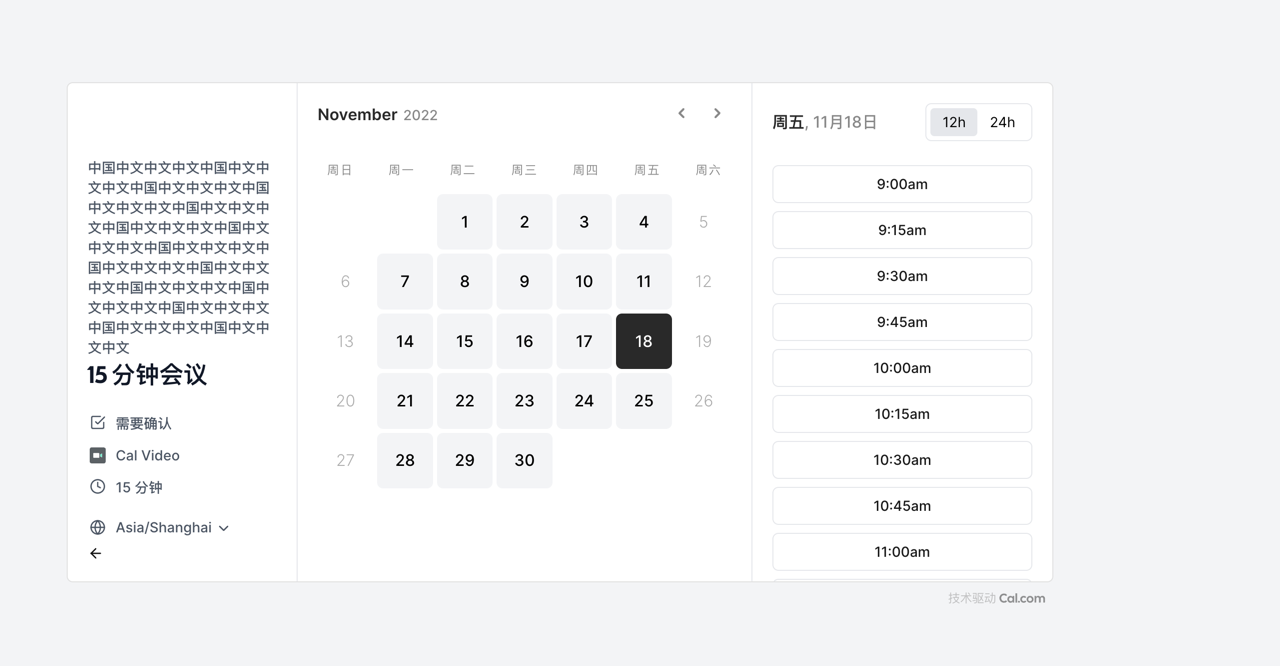 中国中文中文中文中国中文中
文中文中国中文中文中文中国
中文中文中文中国中文中文中
文中国中文中文中文中国中文
中文中文中国中文中文中文中
国中文中文中文中国中文中文
中文中国中文中文中文中国中
文中文中文中国中文中文中文
中国中文中文中文中国中文中
文中文
15 分钟会议
需要确认
Cal Video
15 分钟
Asia/Shanghai
November 2022
周日 周一 周二 周三 周四 周五 周六
1 2 3 4 5
6 7 8 9 10 11 12
13 14 15 16 17 18 19
20 21 22 23 24 25 26
27 28 29 30
周五, 11月18日
12h 24h
9:00am
9:15am
9:30am
9:45am
10:00am
10:15am
10:30am
10:45am
11:00am
技术驱动 Cal.com